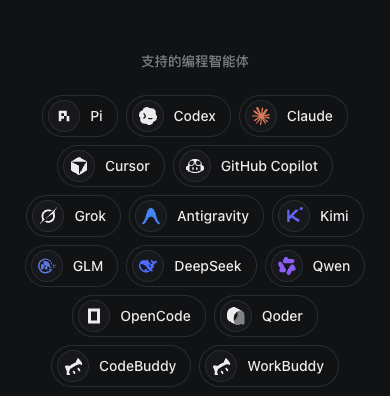 支持的编程智能体
Pi Codex Claude
Cursor GitHub Copilot
Grok Antigravity Kimi
GLM DeepSeek Qwen
OpenCode Qoder
CodeBuddy WorkBuddy